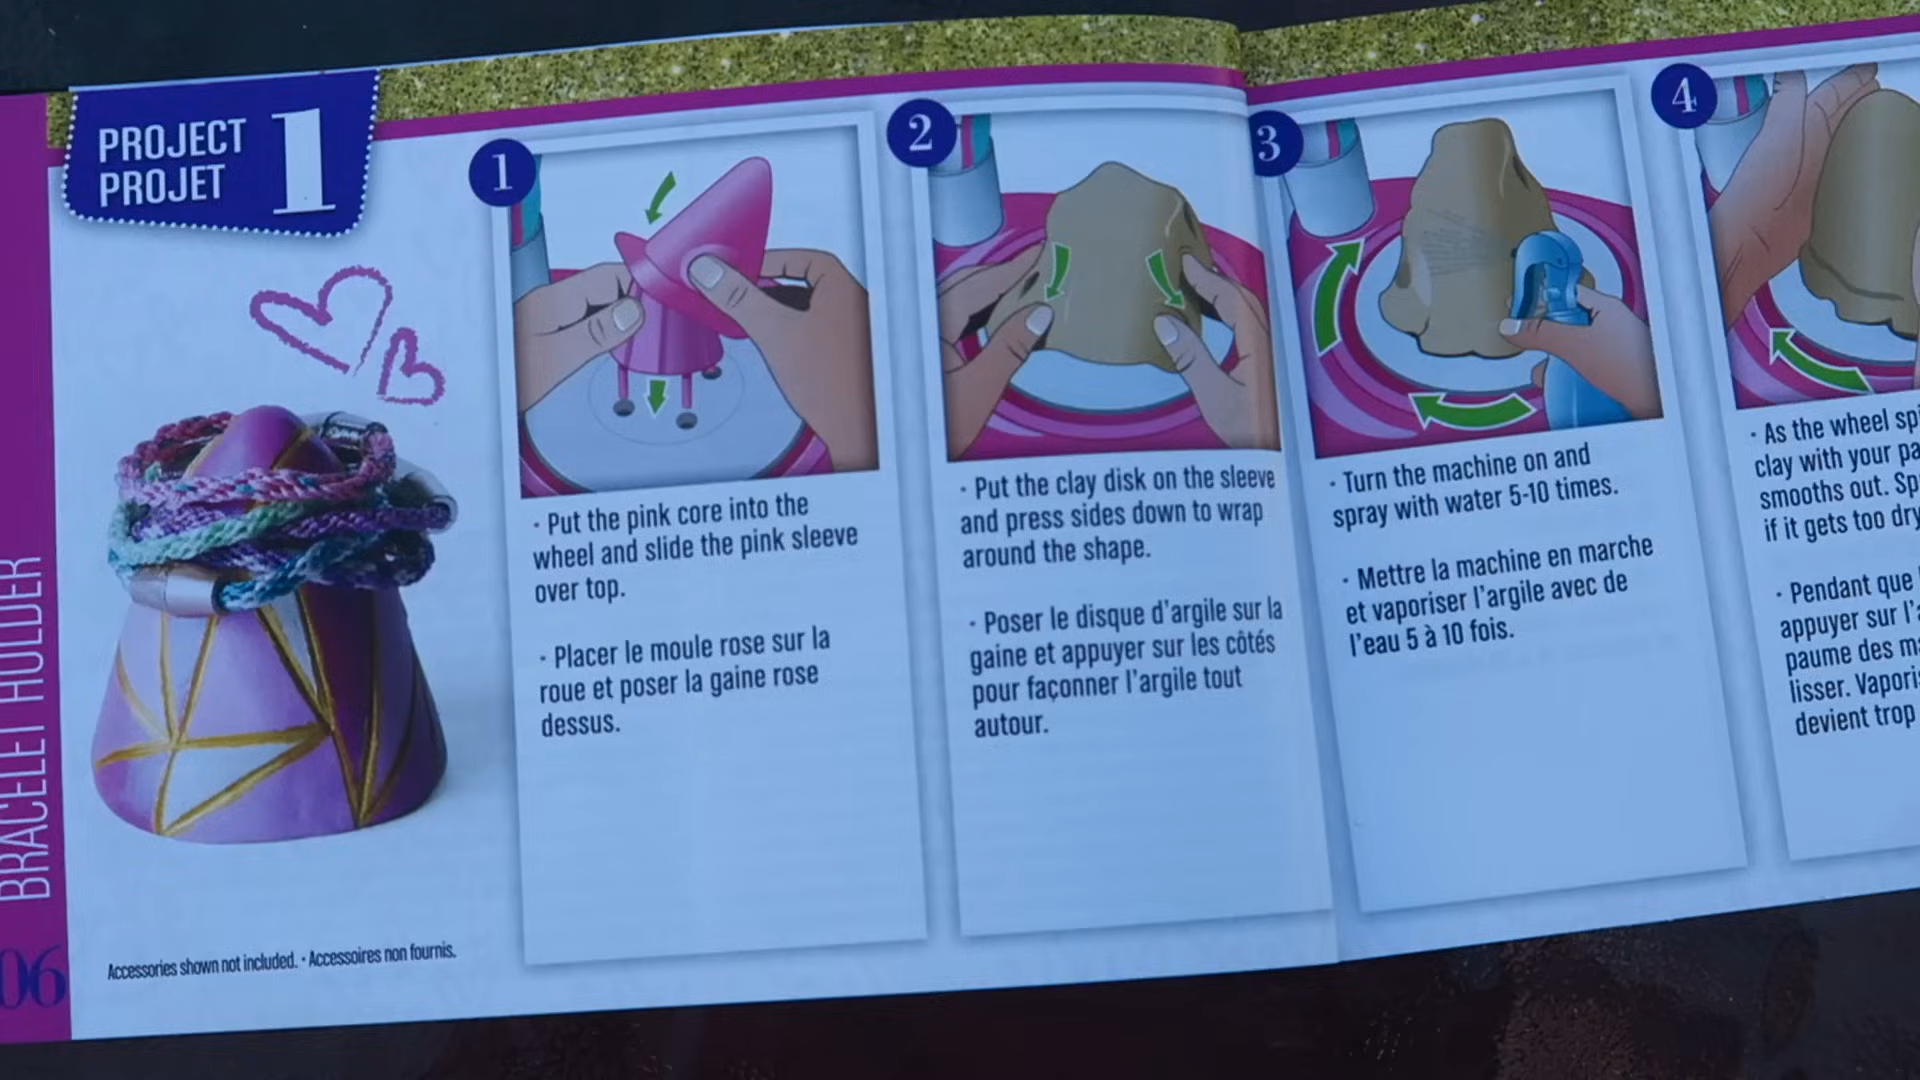 PROJECT
PROJET
1
BRACELET HOLDER
06
Accessories shown not included. · Accessoires non fournis.
1
· Put the pink core into the
wheel and slide the pink sleeve
over top.
· Placer le moule rose sur la
roue et poser la gaine rose
dessus.
2
· Put the clay disk on the sleeve
and press sides down to wrap
around the shape.
· Poser le disque d'argile sur la
gaine et appuyer sur les côtés
pour façonner l'argile tout
autour.
3
· Turn the machine on and
spray with water 5-10 times.
· Mettre la machine en marche
et vaporiser l'argile avec de
l'eau 5 à 10 fois.
4
· As the wheel
clay with your
smooths out.
if it gets too dry
· Pendant que
appuyer sur
paume des
lisser.
devient trop